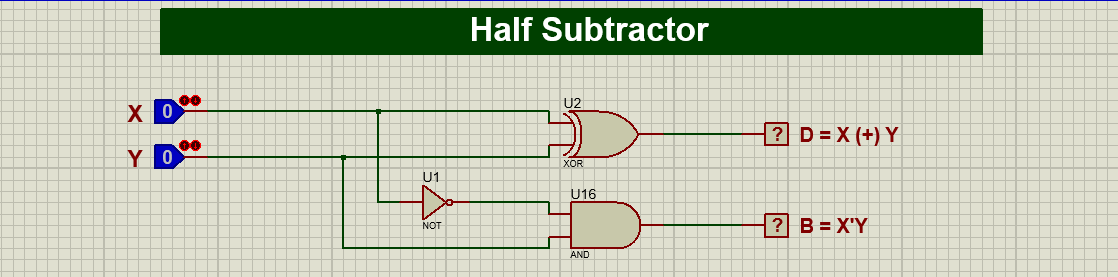 Half Subtractor
U2
X 0
? D = X (+) Y
Y 0
XOR
U1
U16
NOT
? B = X'Y
AND